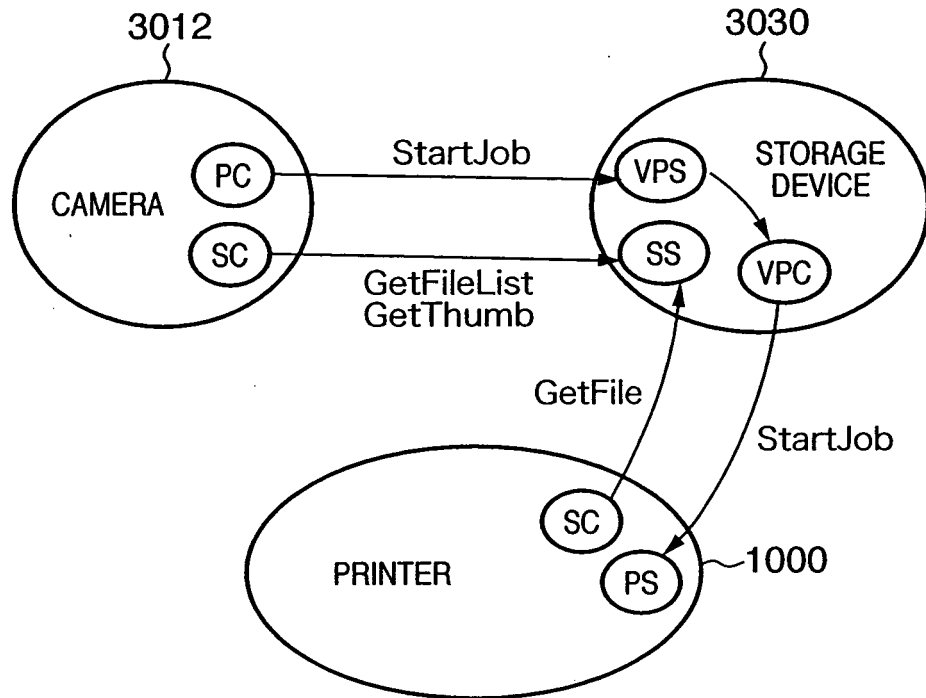 3012
3030
StartJob
PC
VPS
STORAGE
DEVICE
CAMERA
SC
SS
VPC
GetFileList
GetThumb
GetFile
StartJob
SC
1000
PRINTER
PS